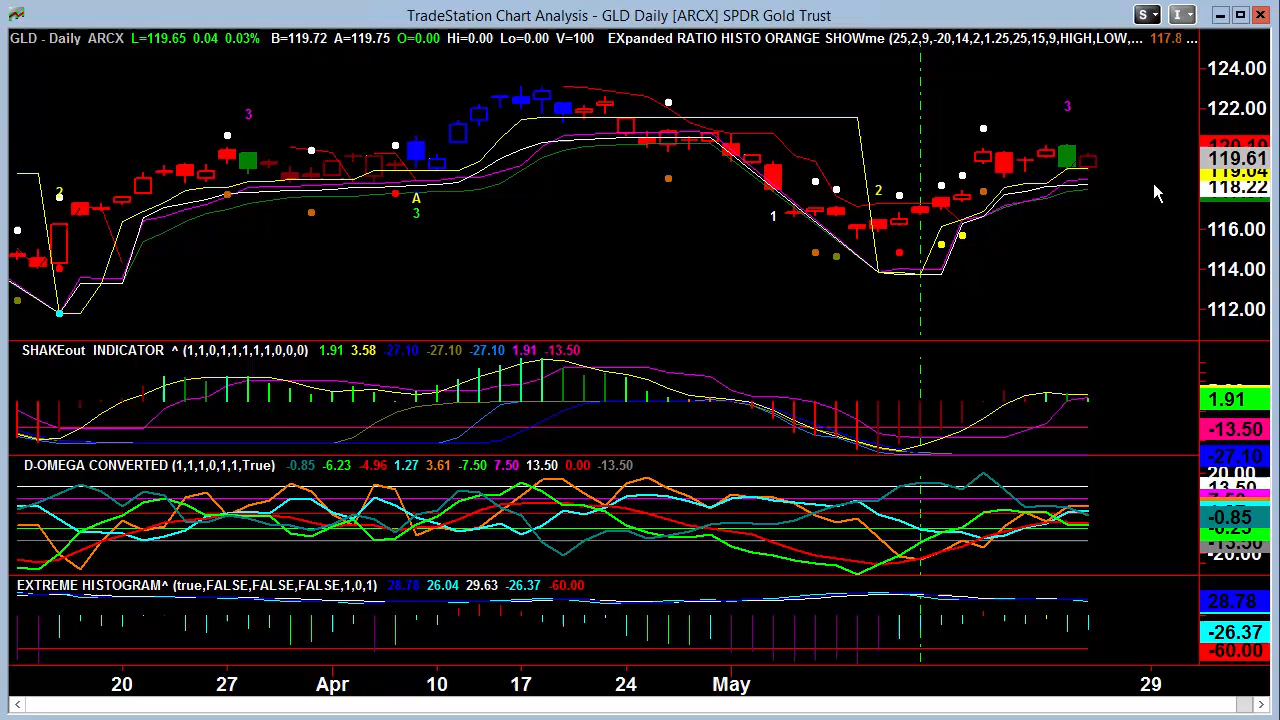 TradeStation Chart Analysis - GLD Daily [ARCX] SPDR Gold Trust
S I
GLD - Daily ARCX L=119.65 0.04 0.03% B=119.72 A=119.75 O=0.00 Hi=0.00 Lo=0.00 V=100 EXpanded RATIO HISTO ORANGE SHOWme (25,2,9,-20,14,2,1.25,25,15,9,HIGH,LOW,... 117.8 ...
124.00
122.00
119.61
118.22
116.00
114.00
112.00
2
3
A
3
1
2
3
SHAKEout INDICATOR ^ (1,1,0,1,1,1,1,1,0,0,0) 1.91 3.58 -27.10 -27.10 -27.10 1.91 -13.50
1.91
-13.50
-27.10
D-OMEGA CONVERTED (1,1,1,0,1,1,True) -0.85 -6.23 -4.96 1.27 3.61 -7.50 7.50 13.50 0.00 -13.50
20.00
-0.85
-20.00
EXTREME HISTOGRAM^ (true,FALSE,FALSE,FALSE,1,0,1) 28.78 26.04 29.63 -26.37 -60.00
28.78
-26.37
-60.00
20 27 Apr 10 17 24 May 29